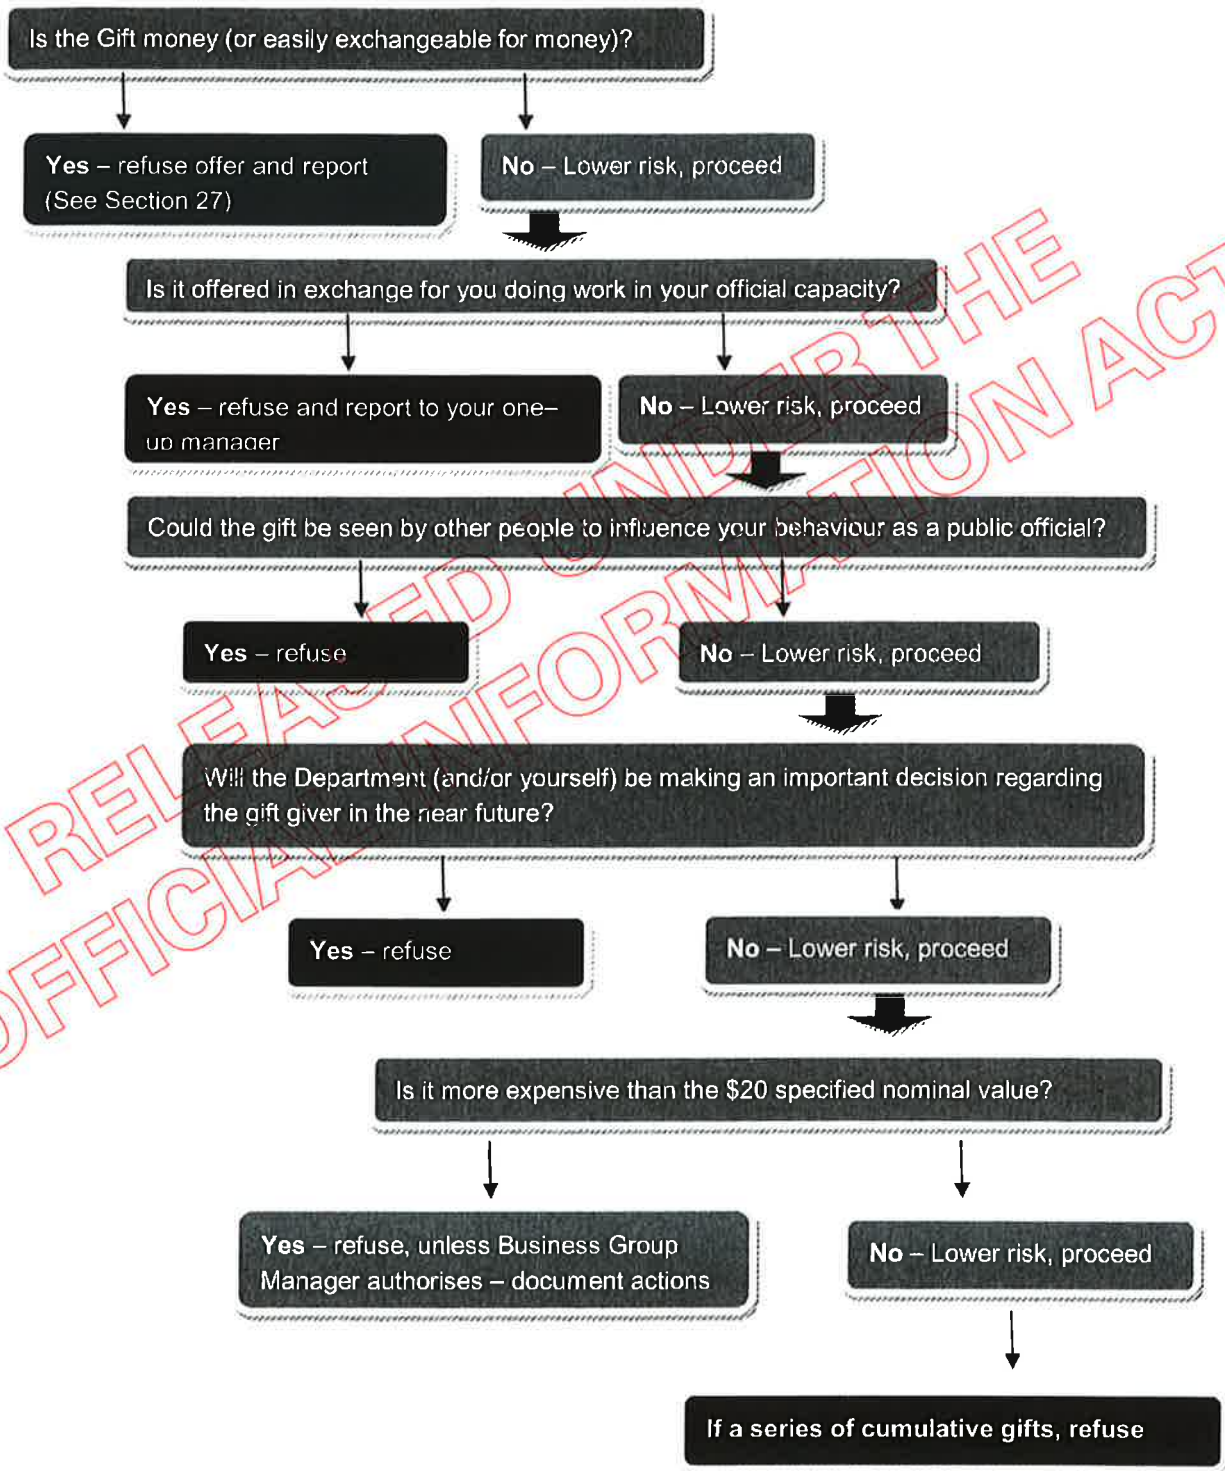 Is the Gift money (or easily exchangeable for money)?
Yes – refuse offer and report
(See Section 27)
No – Lower risk, proceed
Is it offered in exchange for you doing work in your official capacity?
Yes – refuse and report to your one–
up manager
No – Lower risk, proceed
Could the gift be seen by other people to influence your behaviour as a public official?
Yes – refuse
No – Lower risk, proceed
Will the Department (and/or yourself) be making an important decision regarding
the gift giver in the near future?
Yes – refuse
No – Lower risk, proceed
Is it more expensive than the $20 specified nominal value?
Yes – refuse, unless Business Group
Manager authorises – document actions
No – Lower risk, proceed
If a series of cumulative gifts, refuse
RELEASED UNDER THE
OFFICIAL INFORMATION ACT